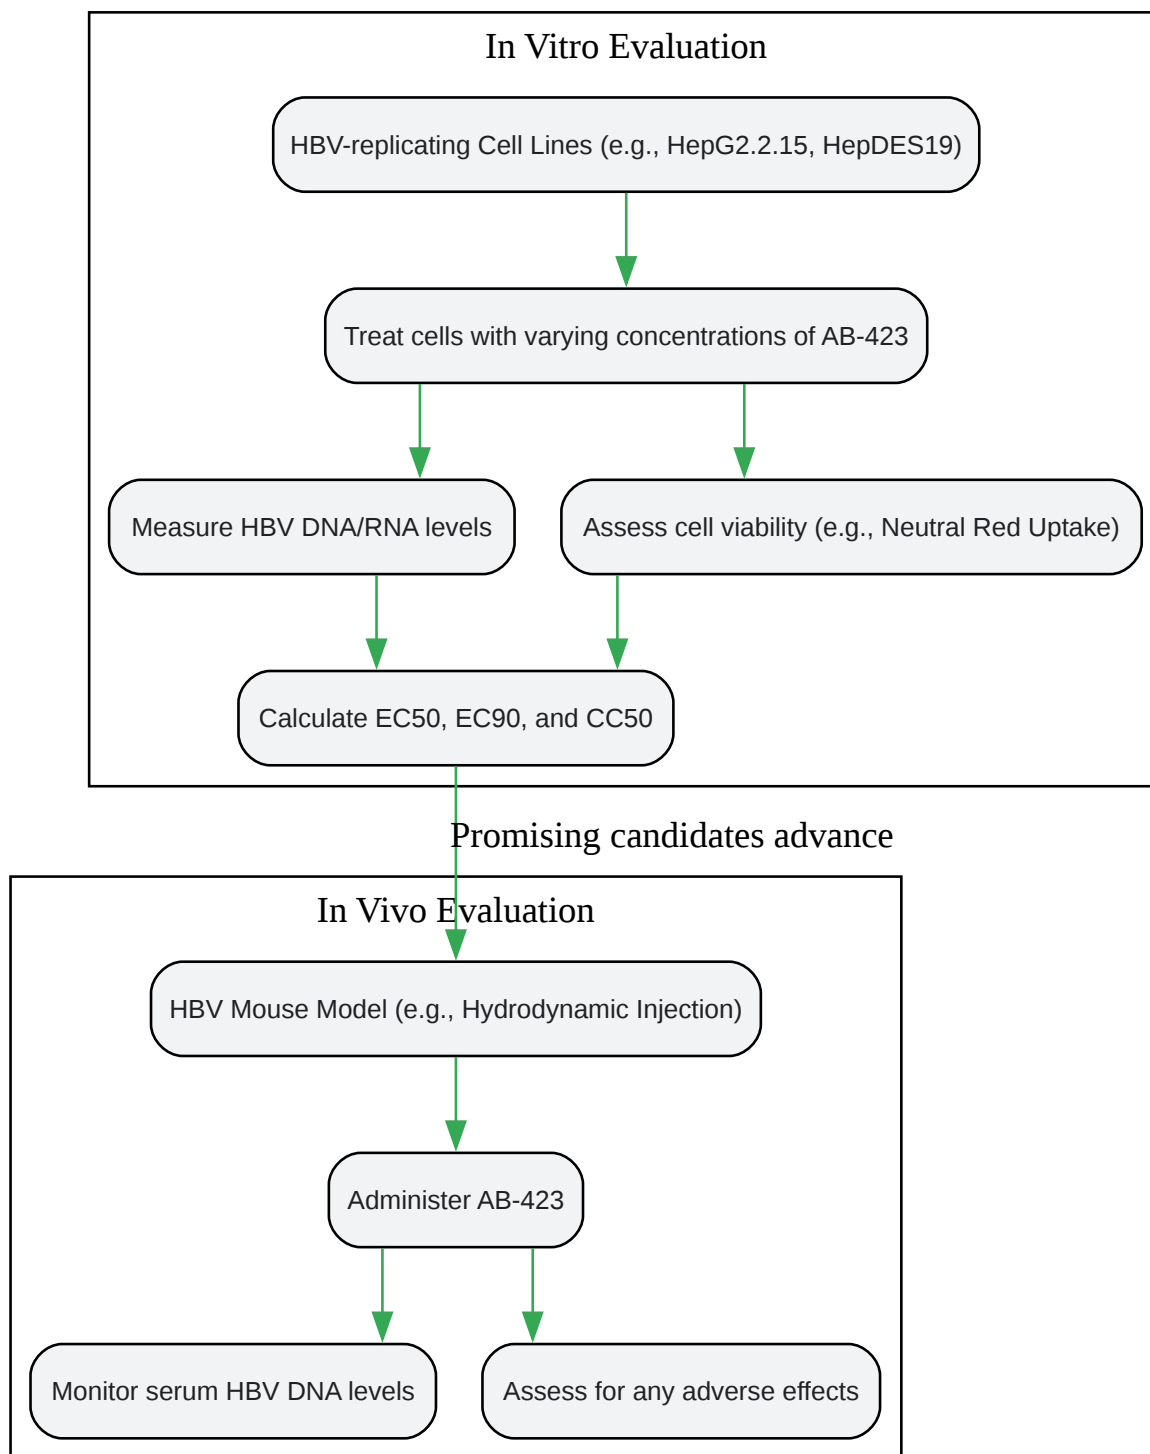 In Vitro Evaluation
HBV-replicating Cell Lines (e.g., HepG2.2.15, HepDES19)
Treat cells with varying concentrations of AB-423
Measure HBV DNA/RNA levels
Assess cell viability (e.g., Neutral Red Uptake)
Calculate EC50, EC90, and CC50
Promising candidates advance
In Vivo Evaluation
HBV Mouse Model (e.g., Hydrodynamic Injection)
Administer AB-423
Monitor serum HBV DNA levels
Assess for any adverse effects